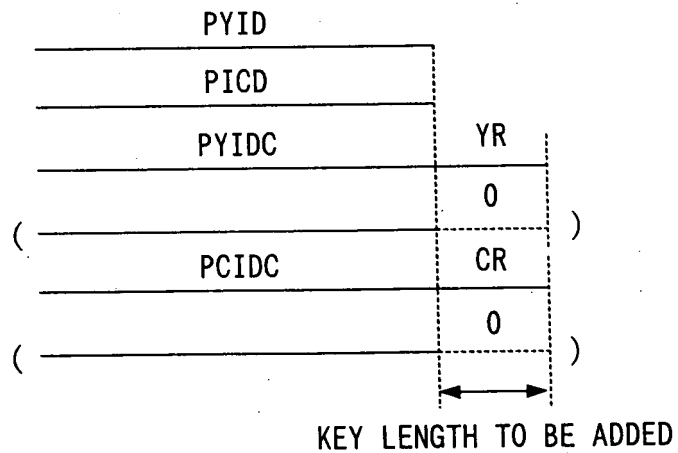 PYID
PICD
PYIDC YR
0
( )
PCIDC CR
0
( )
KEY LENGTH TO BE ADDED